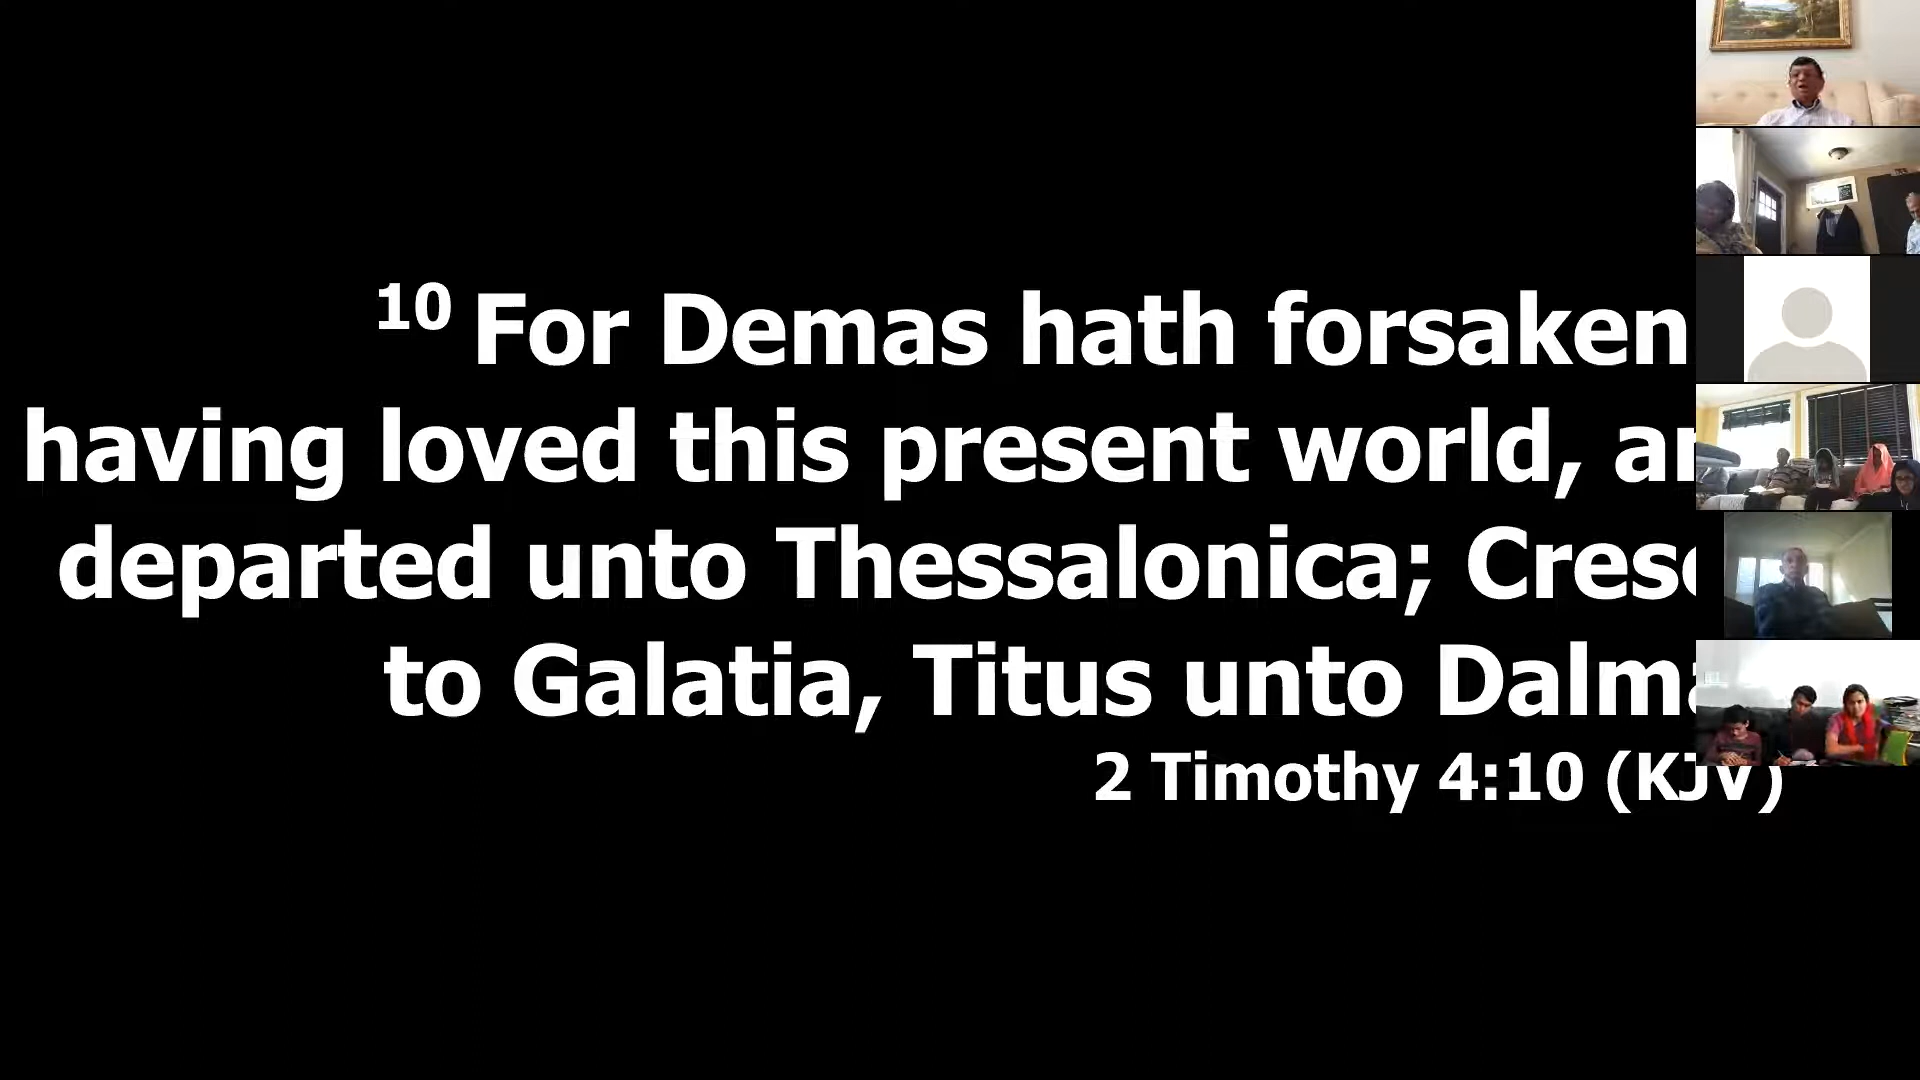 10 For Demas hath forsaken
having loved this present world, an
departed unto Thessalonica; Cresc
to Galatia, Titus unto Dalma
2 Timothy 4:10 (KJV)